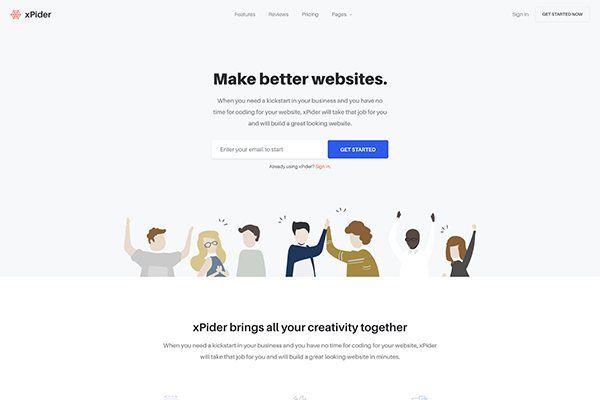 xPider
Features Reviews Pricing Pages
Sign in
GET STARTED NOW
Make better websites.
When you need a kickstart in your business and you have no
time for coding for your website, xPider will take that job for you
and will build a great looking website.
Enter your email to start
GET STARTED
Already using xPider? Sign in.
xPider brings all your creativity together
When you need a kickstart in your business and you have no time for coding for your website, xPider
will take that job for you and will build a great looking website in minutes.